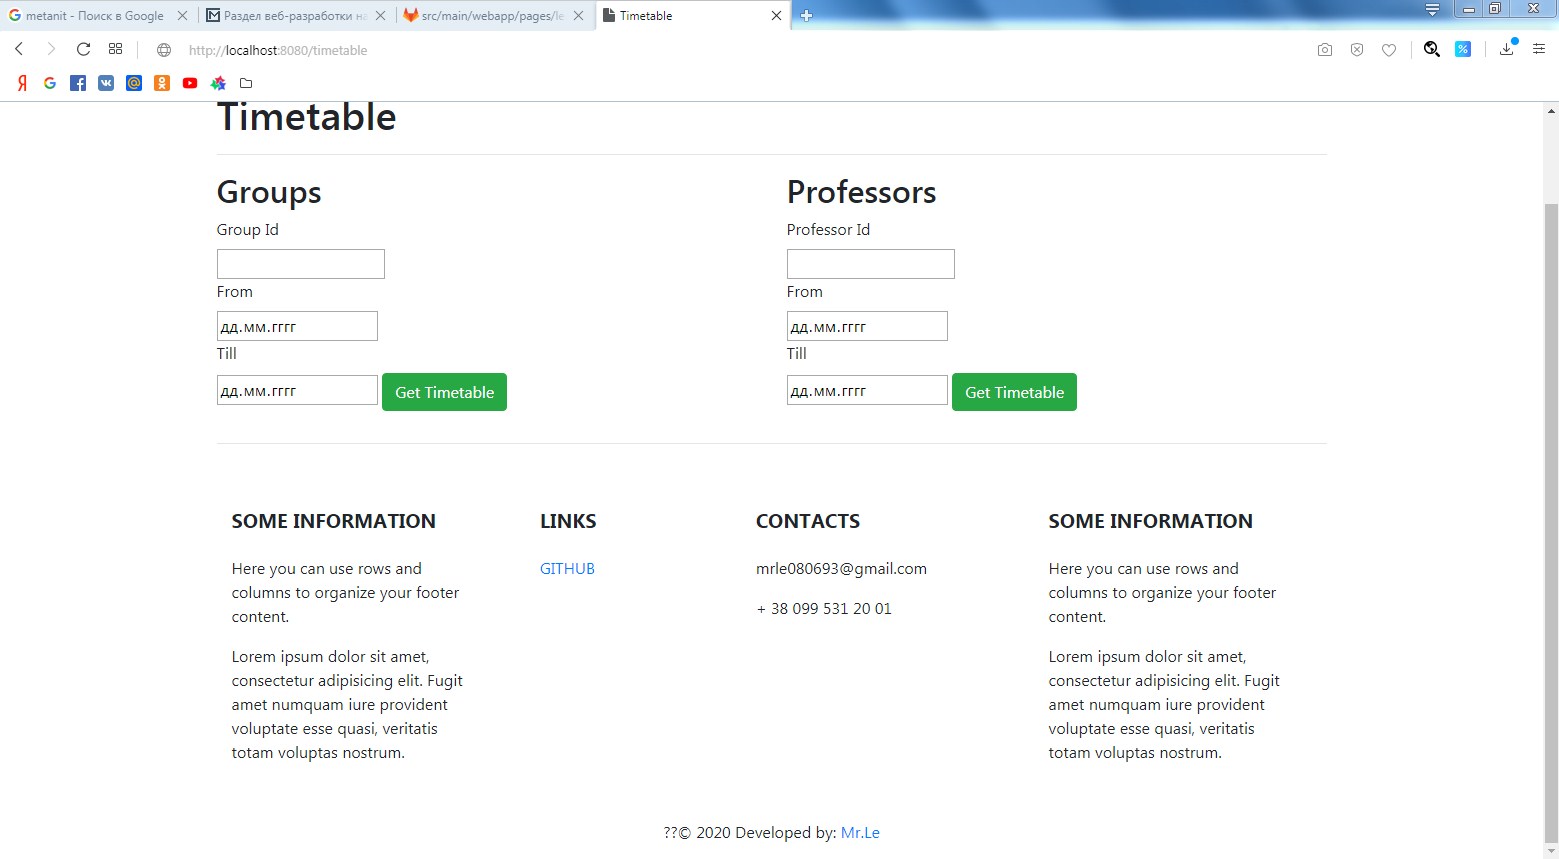 metanit - Поиск в Google
Раздел веб-разработки на
src/main/webapp/pages/le
Timetable
http://localhost:8080/timetable
Timetable
Groups
Group Id
From
дд.мм.гггг
Till
дд.мм.гггг Get Timetable
Professors
Professor Id
From
дд.мм.гггг
Till
дд.мм.гггг Get Timetable
SOME INFORMATION
Here you can use rows and
columns to organize your footer
content.
Lorem ipsum dolor sit amet,
consectetur adipisicing elit. Fugit
amet numquam iure provident
voluptate esse quasi, veritatis
totam voluptas nostrum.
LINKS
GITHUB
CONTACTS
mrle080693@gmail.com
+ 38 099 531 20 01
SOME INFORMATION
Here you can use rows and
columns to organize your footer
content.
Lorem ipsum dolor sit amet,
consectetur adipisicing elit. Fugit
amet numquam iure provident
voluptate esse quasi, veritatis
totam voluptas nostrum.
??© 2020 Developed by: Mr.Le